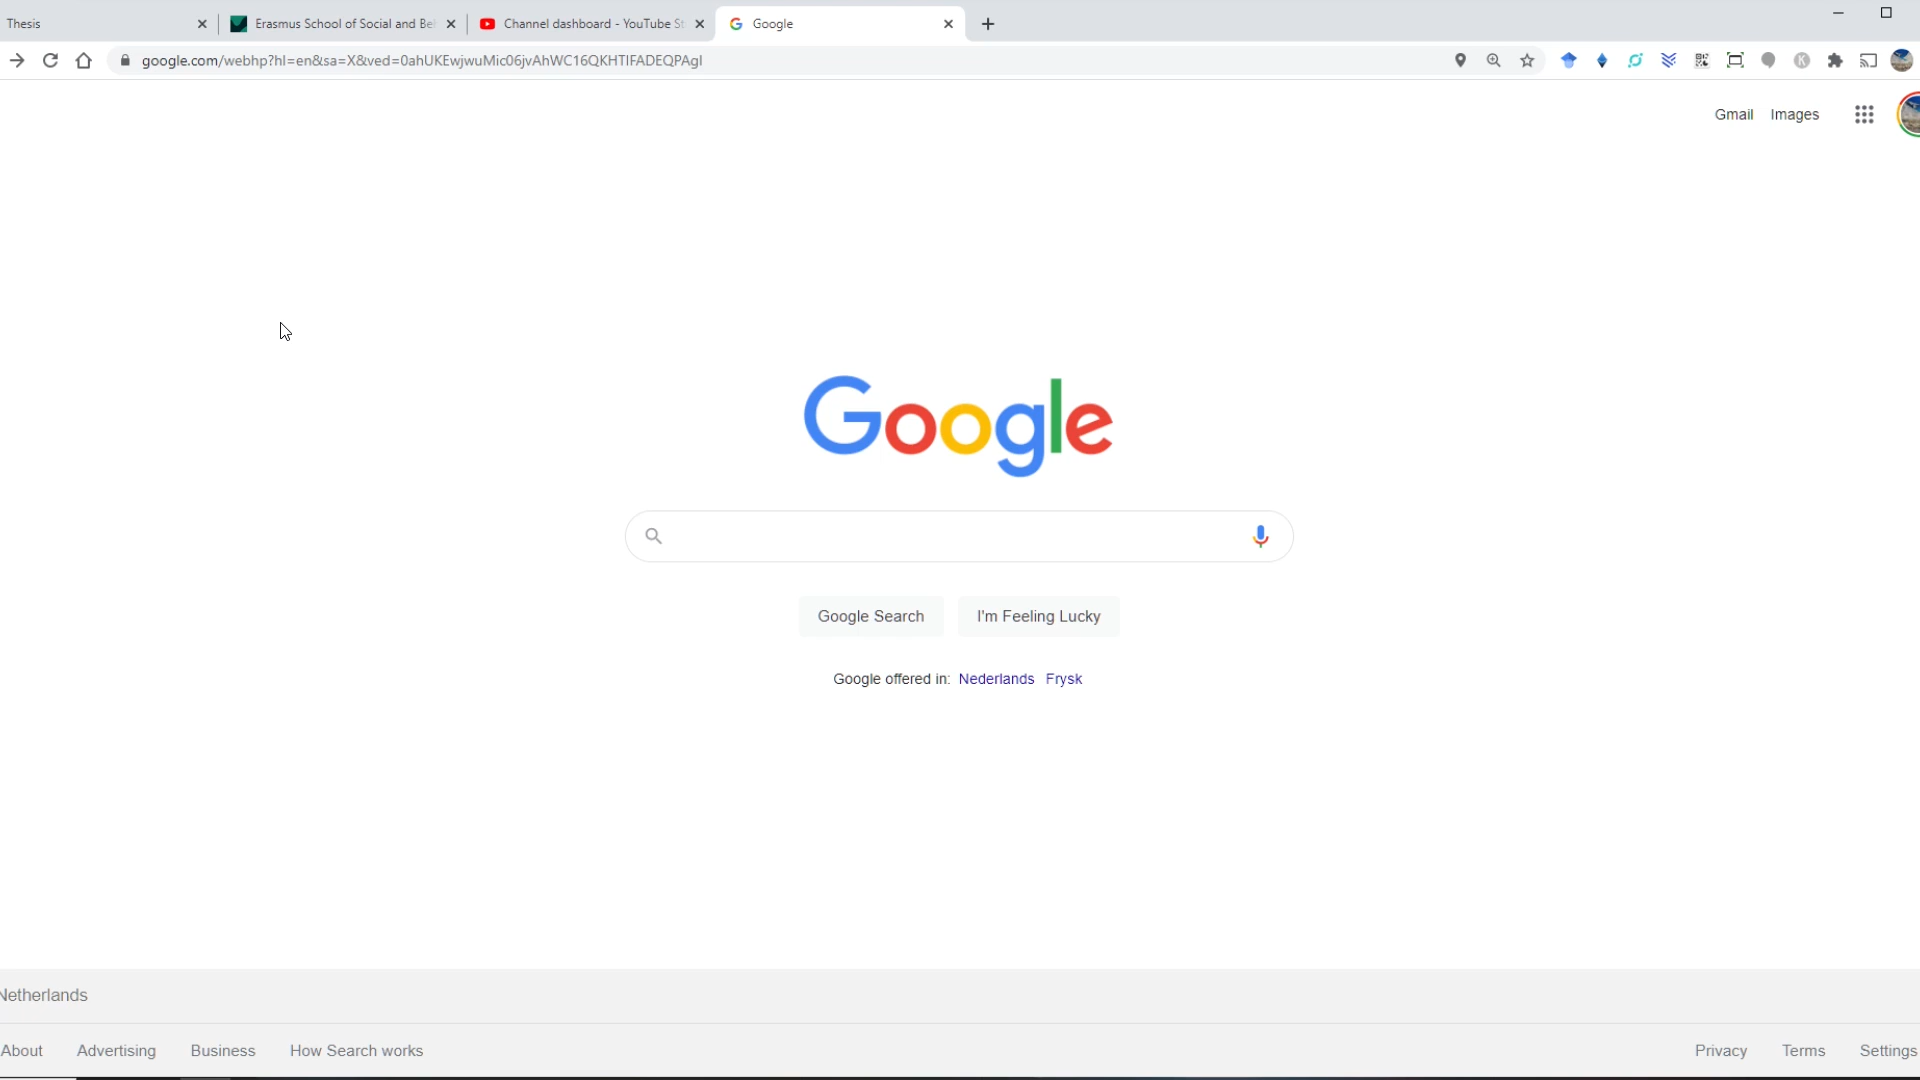 Thesis
Erasmus School of Social and Be
Channel dashboard - YouTube St
Google
google.com/webhp?hl=en&sa=X&ved=0ahUKEwjwuMic06jvAhWC16QKHTIFADEQPAgI
Gmail Images
Google
Google Search I'm Feeling Lucky
Google offered in: Nederlands Frysk
Netherlands
About Advertising Business How Search works Privacy Terms Settings